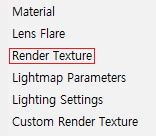 Material
Lens Flare
Render Texture
Lightmap Parameters
Lighting Settings
Custom Render Texture